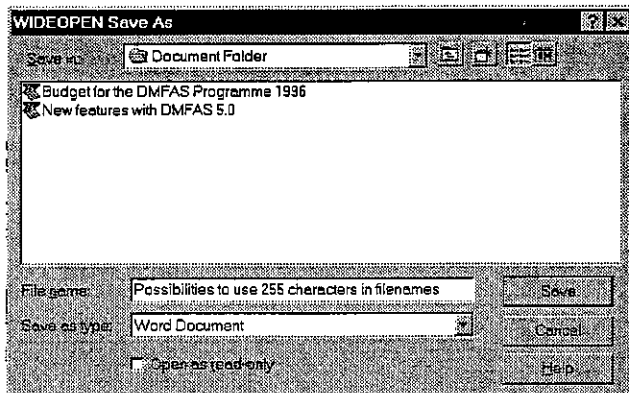 WIDEOPEN Save As
Save in: Document Folder
Budget for the DMFAS Programme 1996
New features with DMFAS 5.0
File name: Possibilities to use 255 characters in filenames Save
Save as type: Word Document Cancel
Open as read-only Help